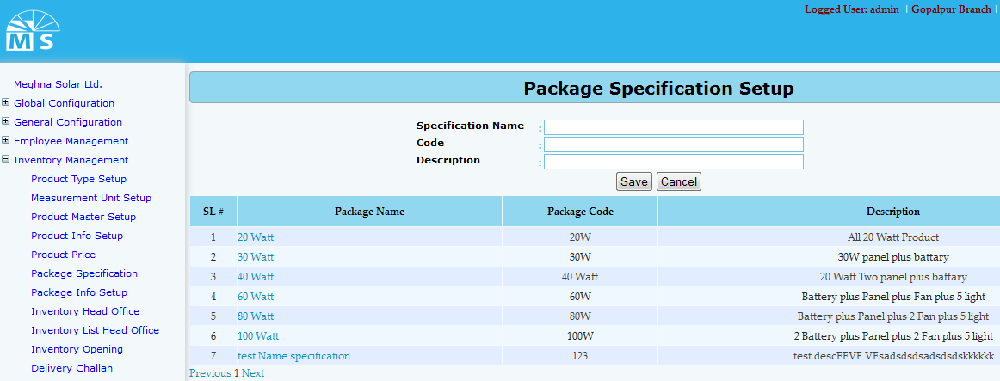 Logged User: admin | Gopalpur Branch |
MS
Meghna Solar Ltd.
Global Configuration
General Configuration
Employee Management
Inventory Management
Product Type Setup
Measurement Unit Setup
Product Master Setup
Product Info Setup
Product Price
Package Specification
Package Info Setup
Inventory Head Office
Inventory List Head Office
Inventory Opening
Delivery Challan
Package Specification Setup
Specification Name :
Code :
Description :
Save Cancel
SL # Package Name Package Code Description
1 20 Watt 20W All 20 Watt Product
2 30 Watt 30W 30W panel plus battary
3 40 Watt 40 Watt 20 Watt Two panel plus battary
4 60 Watt 60W Battery plus Panel plus Fan plus 5 light
5 80 Watt 80W Battery plus Panel plus 2 Fan plus 5 light
6 100 Watt 100W 2 Battery plus Panel plus 2 Fan plus 5 light
7 test Name specification 123 test descFFVF VFsadsdsdsadsdsdskkkkkk
Previous 1 Next